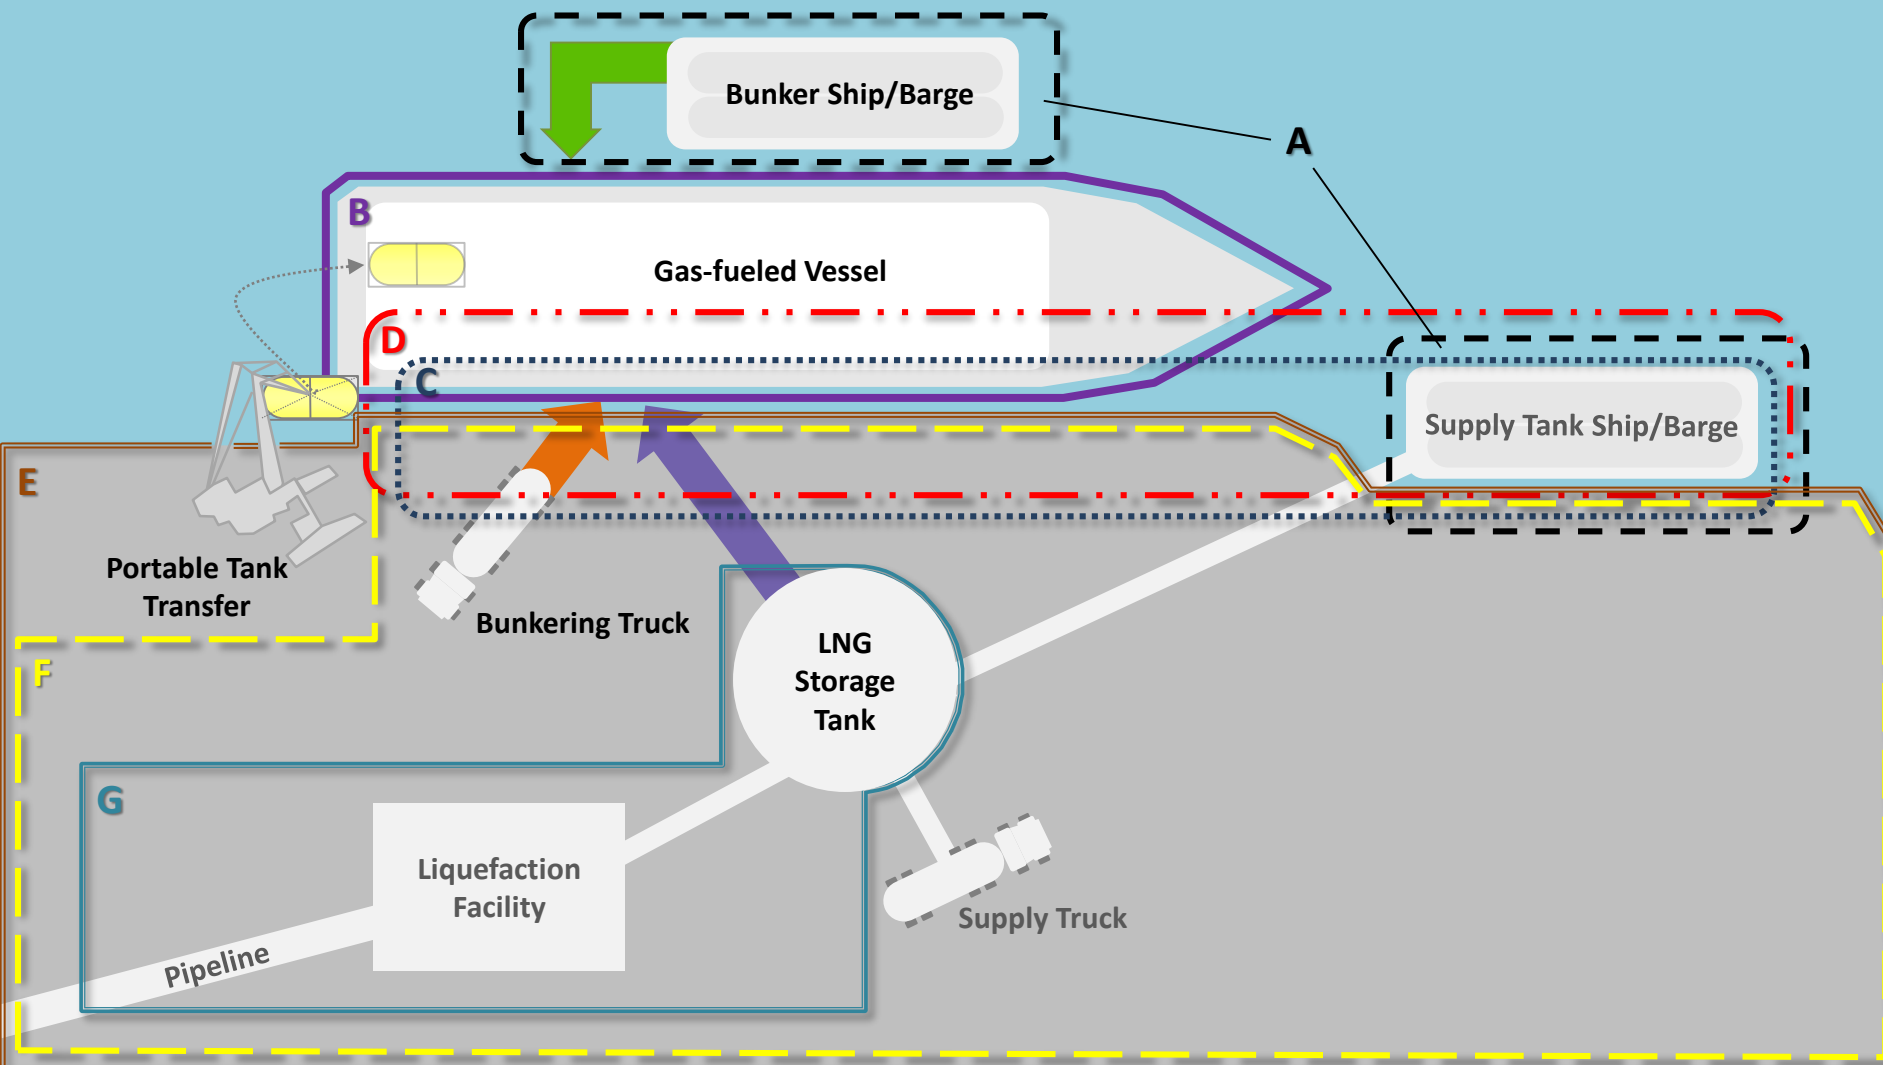 Bunker Ship/Barge
A
B
Gas-fueled Vessel
D
C
Supply Tank Ship/Barge
E
Portable Tank
Transfer
Bunkering Truck
F
LNG
Storage
Tank
G
Liquefaction
Facility
Supply Truck
Pipeline